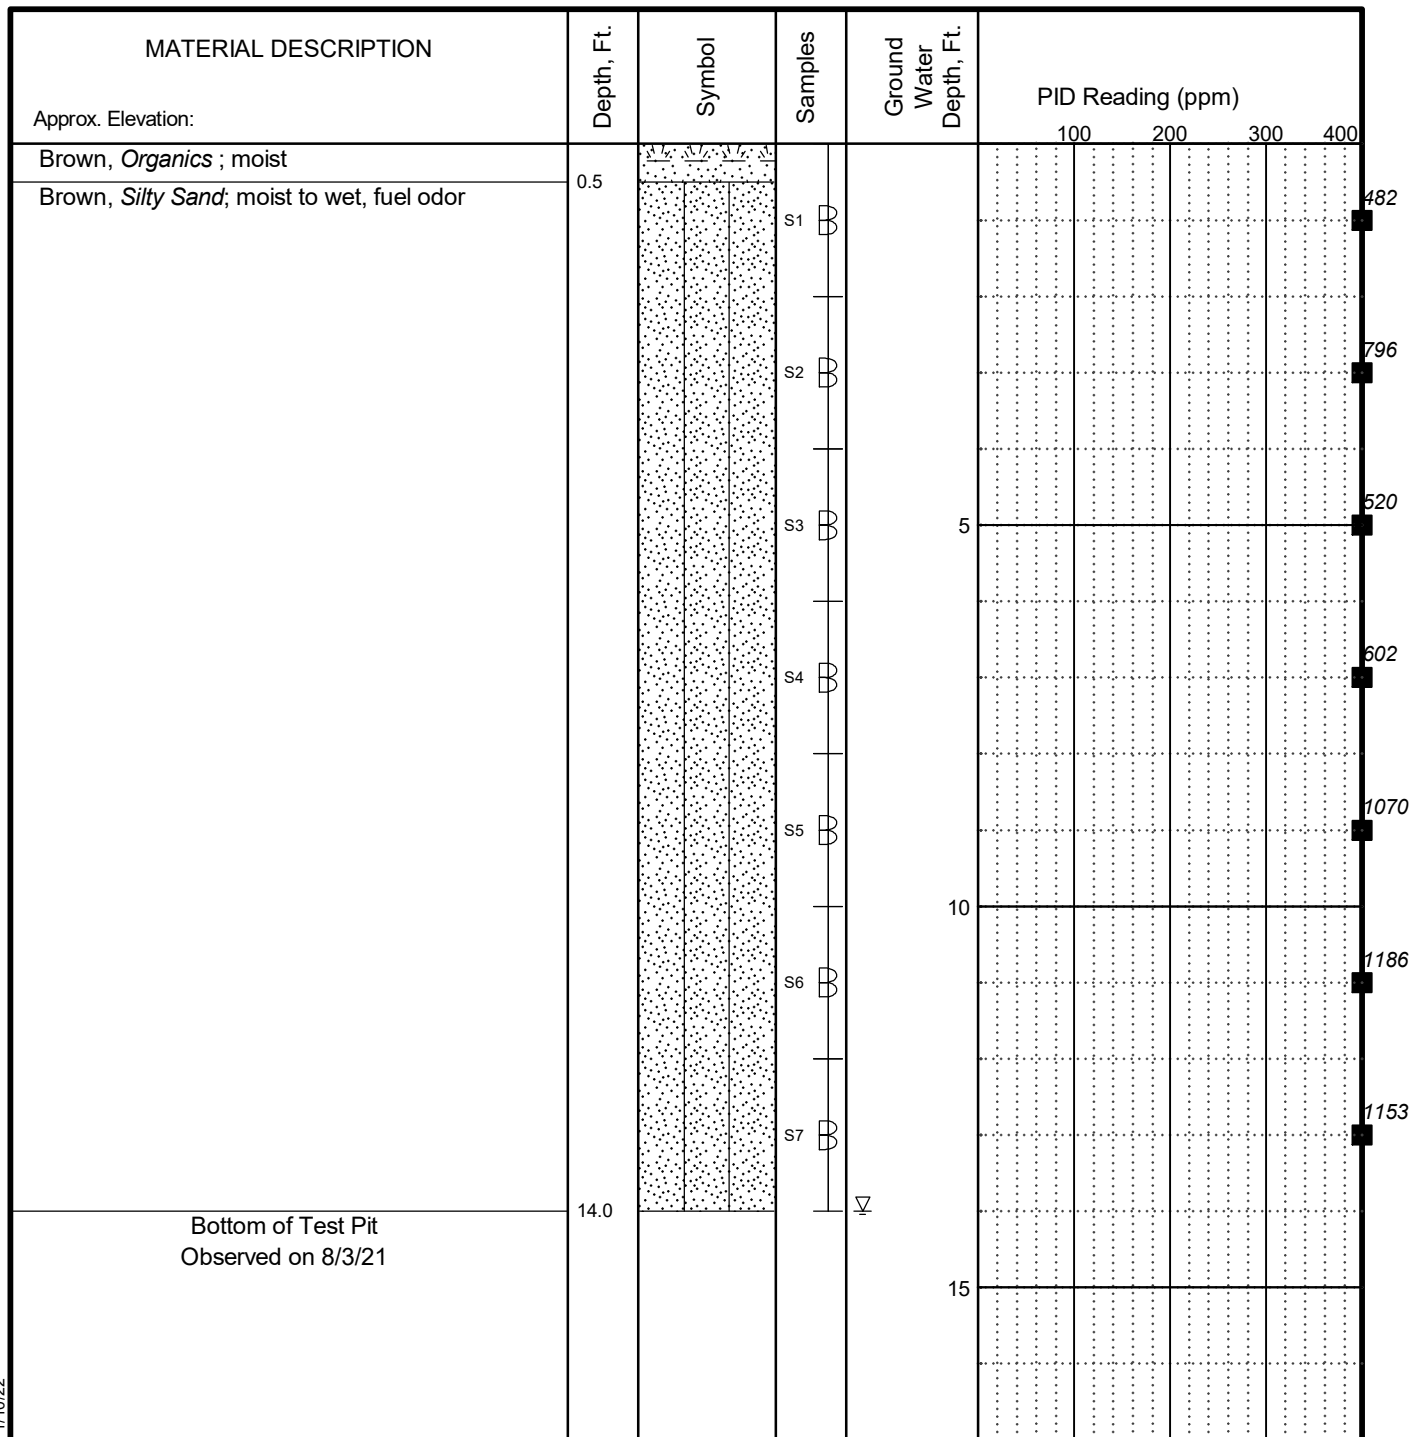 MATERIAL DESCRIPTION
Approx. Elevation:
Depth, Ft.
Symbol
Samples
Ground
Water
Depth, Ft.
PID Reading (ppm)
100 200 300 400
Brown, Organics ; moist
0.5
Brown, Silty Sand; moist to wet, fuel odor
S1
482
S2
796
S3
5
520
S4
602
S5
1070
10
S6
1186
S7
1153
14.0
Bottom of Test Pit
Observed on 8/3/21
15